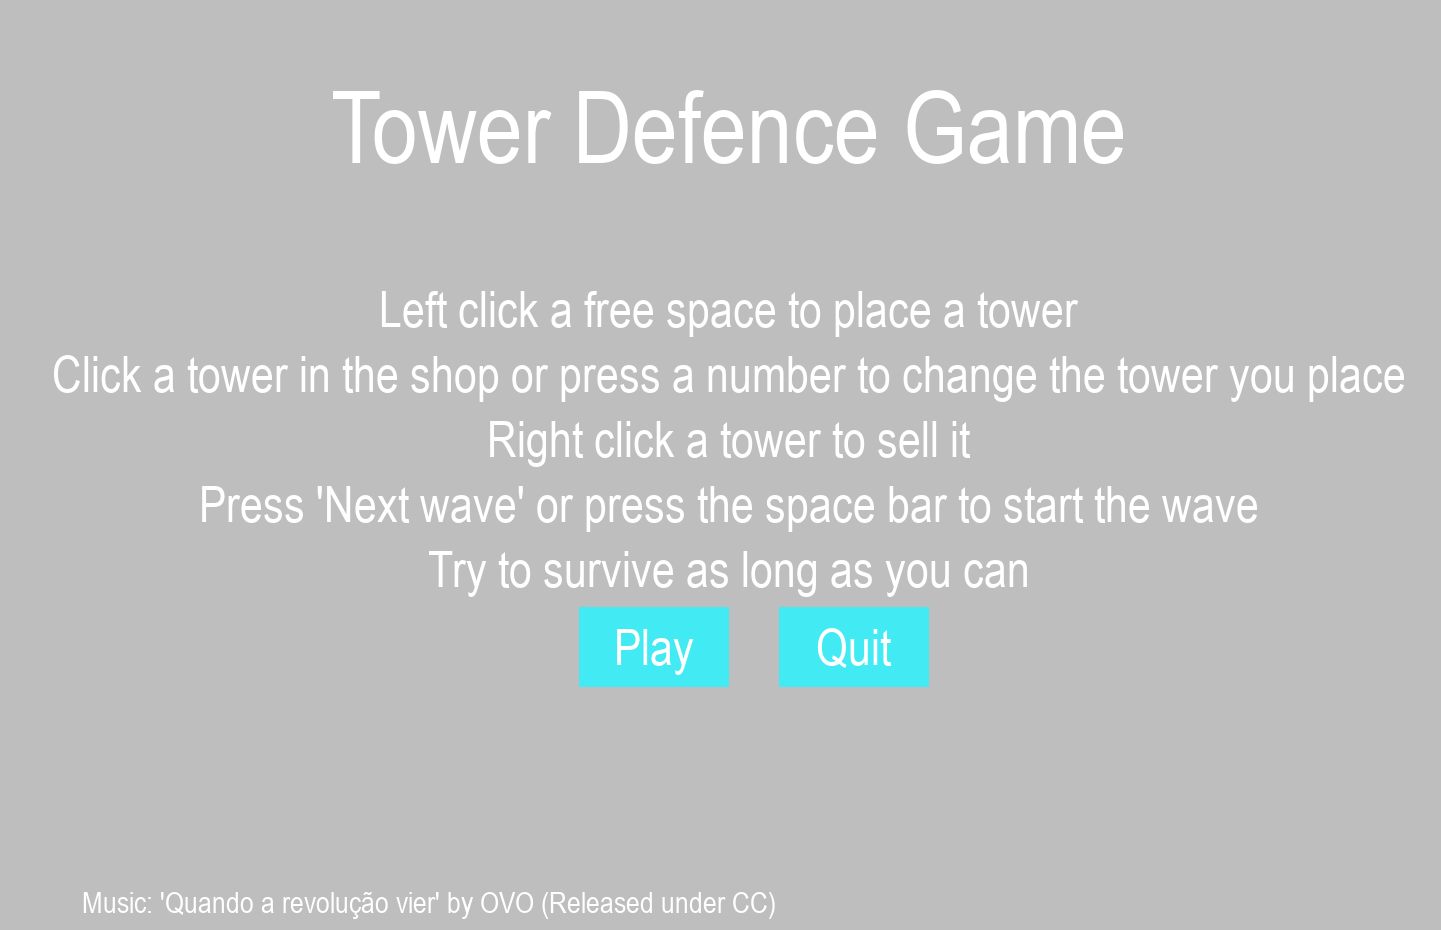 Tower Defence Game
Left click a free space to place a tower
Click a tower in the shop or press a number to change the tower you place
Right click a tower to sell it
Press 'Next wave' or press the space bar to start the wave
Try to survive as long as you can
Play
Quit
Music: 'Quando a revolução vier' by OVO (Released under CC)